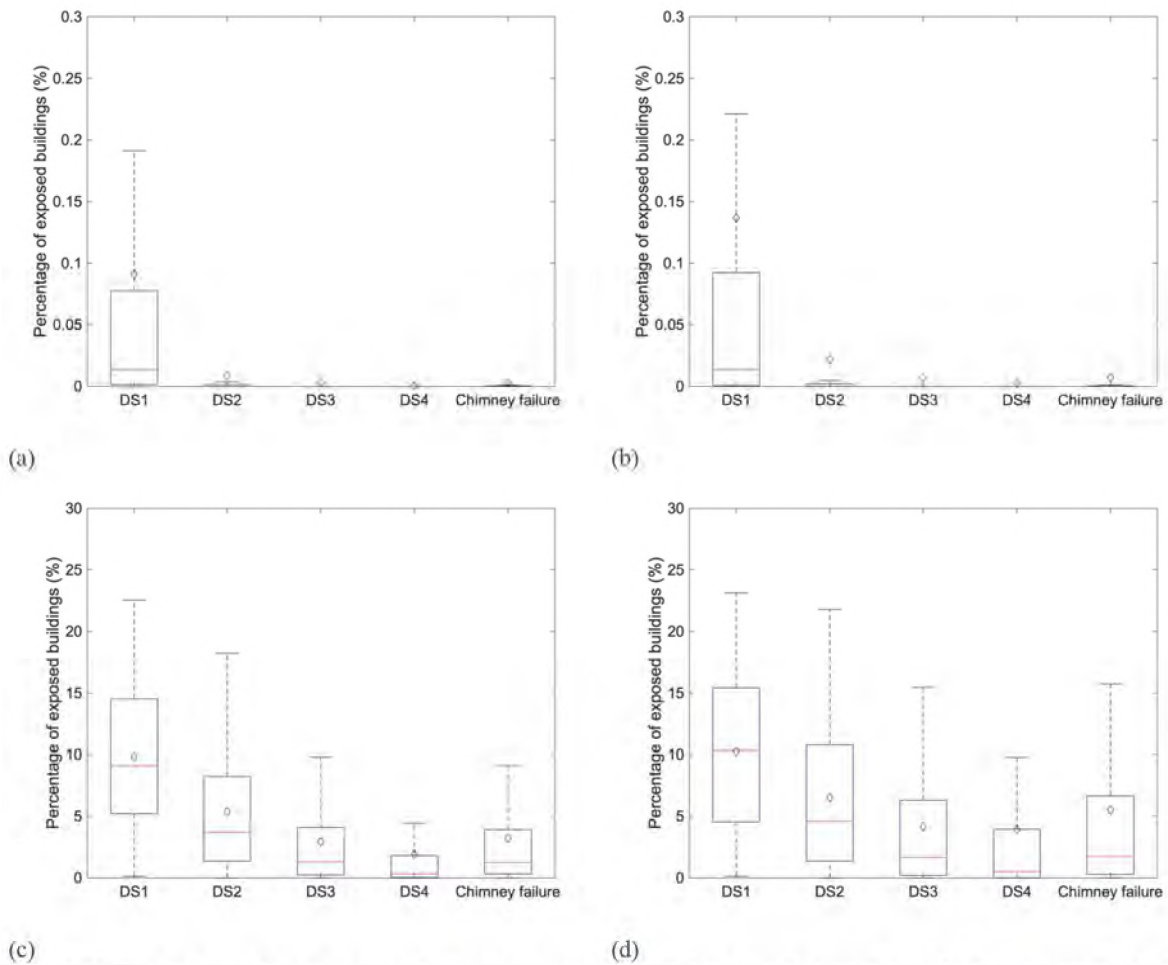 0.3
0.25
0.2
0.15
0.1
0.05
0
Percentage of exposed buildings (%)
DS1 DS2 DS3 DS4 Chimney failure
(a)
0.3
0.25
0.2
0.15
0.1
0.05
0
Percentage of exposed buildings (%)
DS1 DS2 DS3 DS4 Chimney failure
(b)
30
25
20
15
10
5
0
Percentage of exposed buildings (%)
DS1 DS2 DS3 DS4 Chimney failure
(c)
30
25
20
15
10
5
0
Percentage of exposed buildings (%)
DS1 DS2 DS3 DS4 Chimney failure
(d)